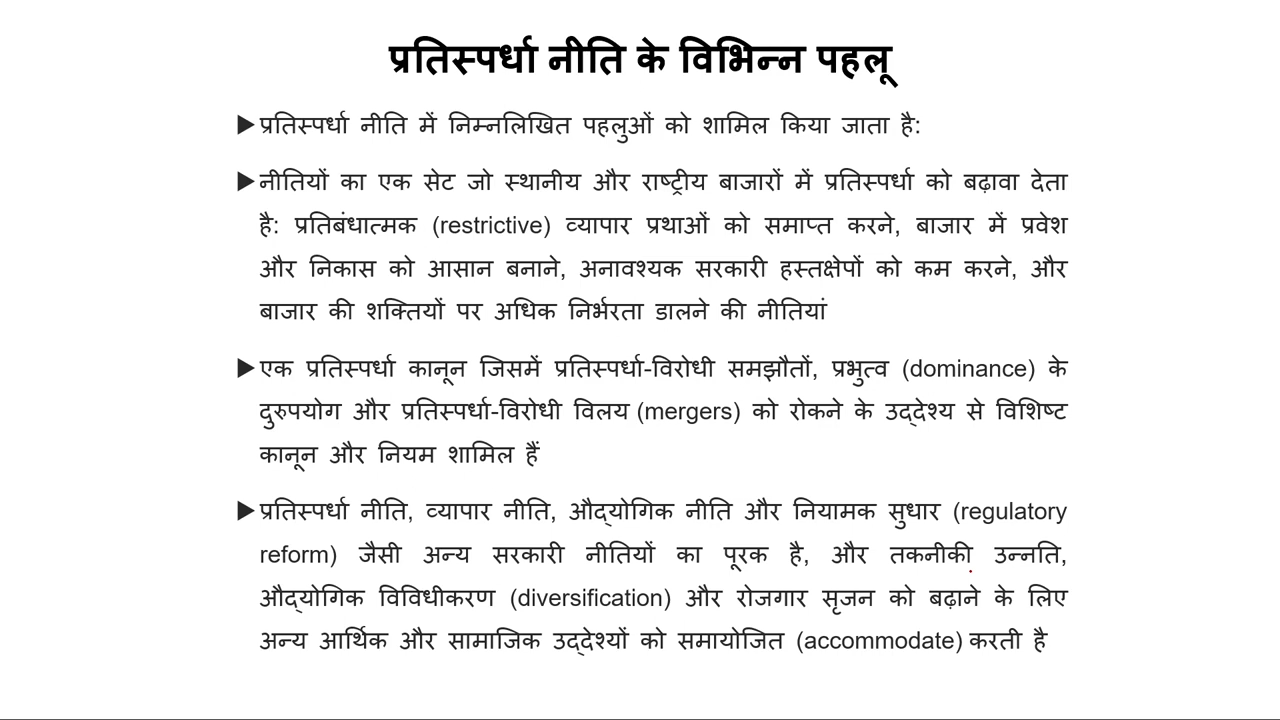 प्रतिस्पर्धा नीति के विभिन्न पहलू
▶प्रतिस्पर्धा नीति में निम्नलिखित पहलुओं को शामिल किया जाता है:
▶नीतियों का एक सेट जो स्थानीय और राष्ट्रीय बाजारों में प्रतिस्पर्धा को बढ़ावा देता
है: प्रतिबंधात्मक (restrictive) व्यापार प्रथाओं को समाप्त करने, बाजार में प्रवेश
और निकास को आसान बनाने, अनावश्यक सरकारी हस्तक्षेपों को कम करने, और
बाजार की शक्तियों पर अधिक निर्भरता डालने की नीतियां
▶एक प्रतिस्पर्धा कानून जिसमें प्रतिस्पर्धा-विरोधी समझौतों, प्रभुत्व (dominance) के
दुरुपयोग और प्रतिस्पर्धा-विरोधी विलय (mergers) को रोकने के उद्देश्य से विशिष्ट
कानून और नियम शामिल हैं
▶प्रतिस्पर्धा नीति, व्यापार नीति, औद्योगिक नीति और नियामक सुधार (regulatory
reform) जैसी अन्य सरकारी नीतियों का पूरक है, और तकनीकी उन्नति,
औद्योगिक विविधीकरण (diversification) और रोजगार सृजन को बढ़ाने के लिए
अन्य आर्थिक और सामाजिक उद्देश्यों को समायोजित (accommodate) करती है